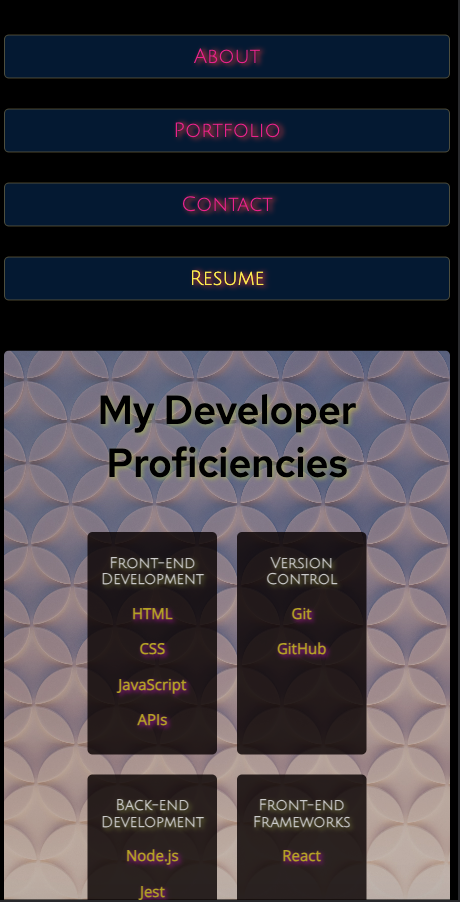 About
Portfolio
Contact
Resume
My Developer
Proficiencies
Front-end
Development
HTML
CSS
JavaScript
APIs
Version
Control
Git
GitHub
Back-end
Development
Node.js
Jest
Front-end
Frameworks
React